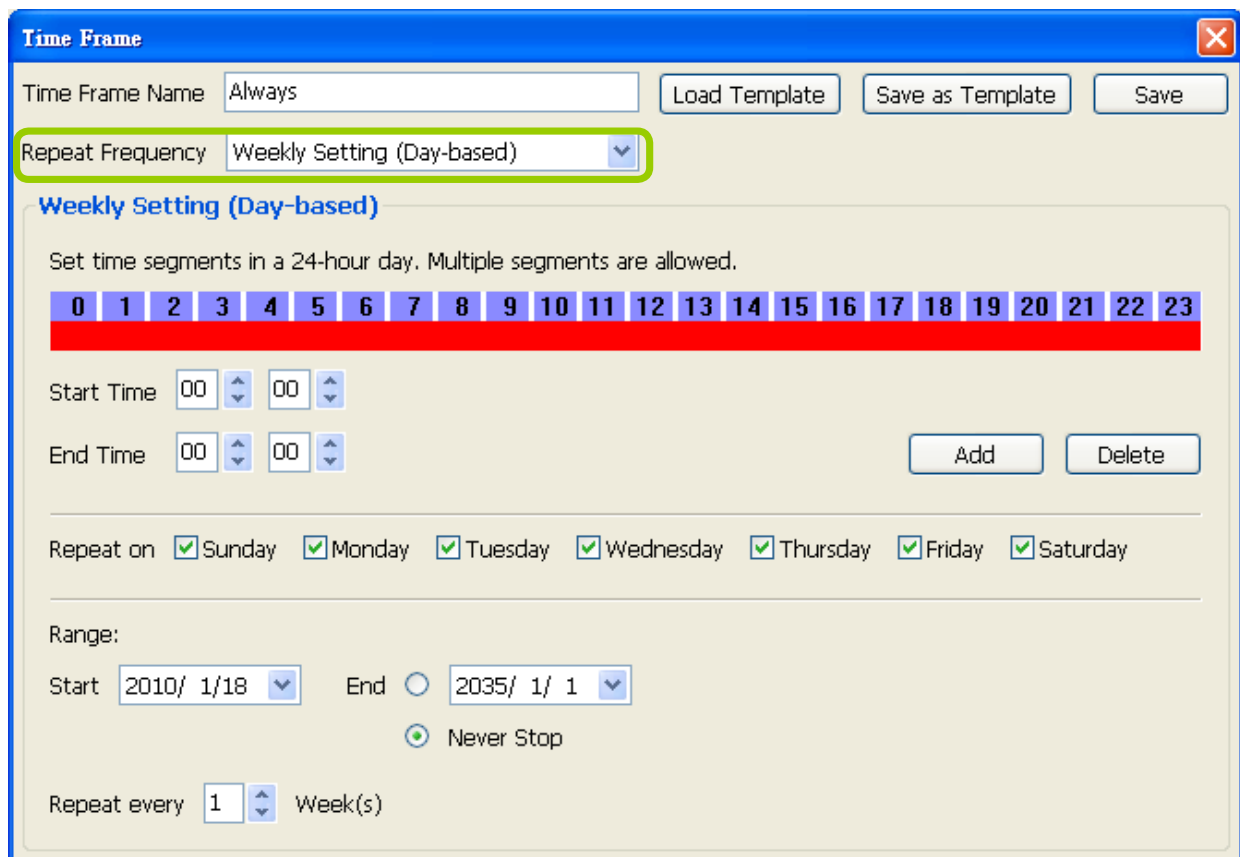 Time Frame
Time Frame Name Always Load Template Save as Template Save
Repeat Frequency Weekly Setting (Day-based)
Weekly Setting (Day-based)
Set time segments in a 24-hour day. Multiple segments are allowed.
0 1 2 3 4 5 6 7 8 9 10 11 12 13 14 15 16 17 18 19 20 21 22 23
Start Time 00 00
End Time 00 00 Add Delete
Repeat on Sunday Monday Tuesday Wednesday Thursday Friday Saturday
Range:
Start 2010/ 1/18 End 2035/ 1/ 1
Never Stop
Repeat every 1 Week(s)